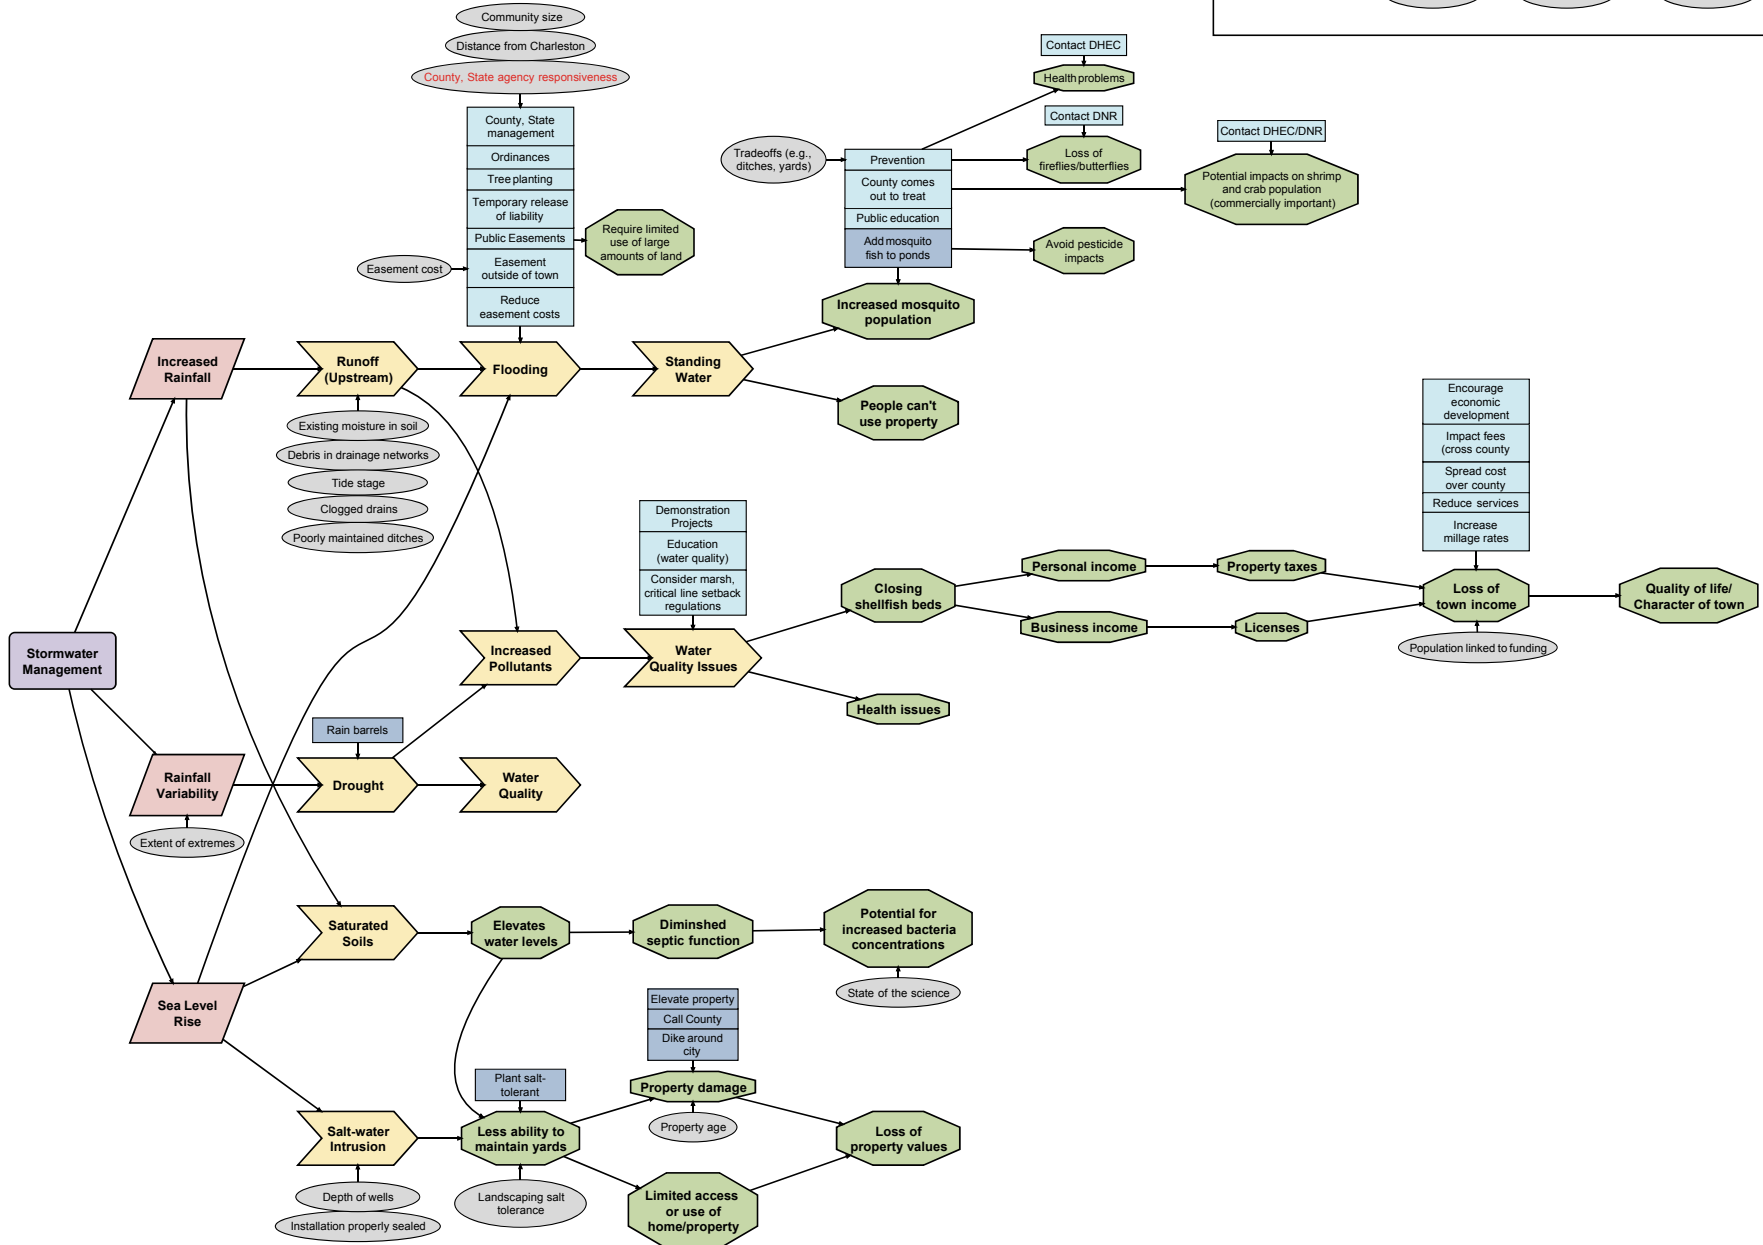 Community size
Distance from Charleston
County, State agency responsiveness
County, State
management
Ordinances
Tree planting
Temporary release
of liability
Public Easements
Easement
outside of town
Reduce
easement costs
Easement cost
Require limited
use of large
amounts of land
Contact DHEC
Health problems
Contact DNR
Loss of
fireflies/butterflies
Contact DHEC/DNR
Potential impacts on shrimp
and crab population
(commercially important)
Tradeoffs (e.g.,
ditches, yards)
Prevention
County comes
out to treat
Public education
Add mosquito
fish to ponds
Avoid pesticide
impacts
Increased mosquito
population
Increased
Rainfall
Runoff
(Upstream)
Flooding
Standing
Water
People can't
use property
Existing moisture in soil
Debris in drainage networks
Tide stage
Clogged drains
Poorly maintained ditches
Encourage
economic
development
Impact fees
(cross county
Spread cost
over county
Reduce services
Increase
millage rates
Demonstration
Projects
Education
(water quality)
Consider marsh,
critical line setback
regulations
Closing
shellfish beds
Personal income
Property taxes
Business income
Licenses
Loss of
town income
Quality of life/
Character of town
Population linked to funding
Stormwater
Management
Increased
Pollutants
Water
Quality Issues
Health issues
Rain barrels
Rainfall
Variability
Drought
Water
Quality
Extent of extremes
Saturated
Soils
Elevates
water levels
Diminshed
septic function
Potential for
increased bacteria
concentrations
State of the science
Sea Level
Rise
Elevate property
Call County
Dike around
city
Plant salt-
tolerant
Property damage
Property age
Salt-water
Intrusion
Less ability to
maintain yards
Loss of
property values
Depth of wells
Installation properly sealed
Landscaping salt
tolerance
Limited access
or use of
home/property